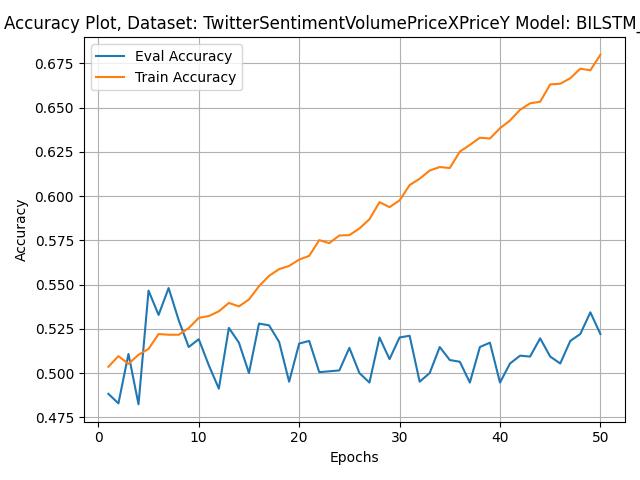 Accuracy Plot, Dataset: TwitterSentimentVolumePriceXPriceY Model: BILSTM_
Eval Accuracy
Train Accuracy
0.675
0.650
0.625
0.600
0.575
0.550
0.525
0.500
0.475
Accuracy
0 10 20 30 40 50
Epochs